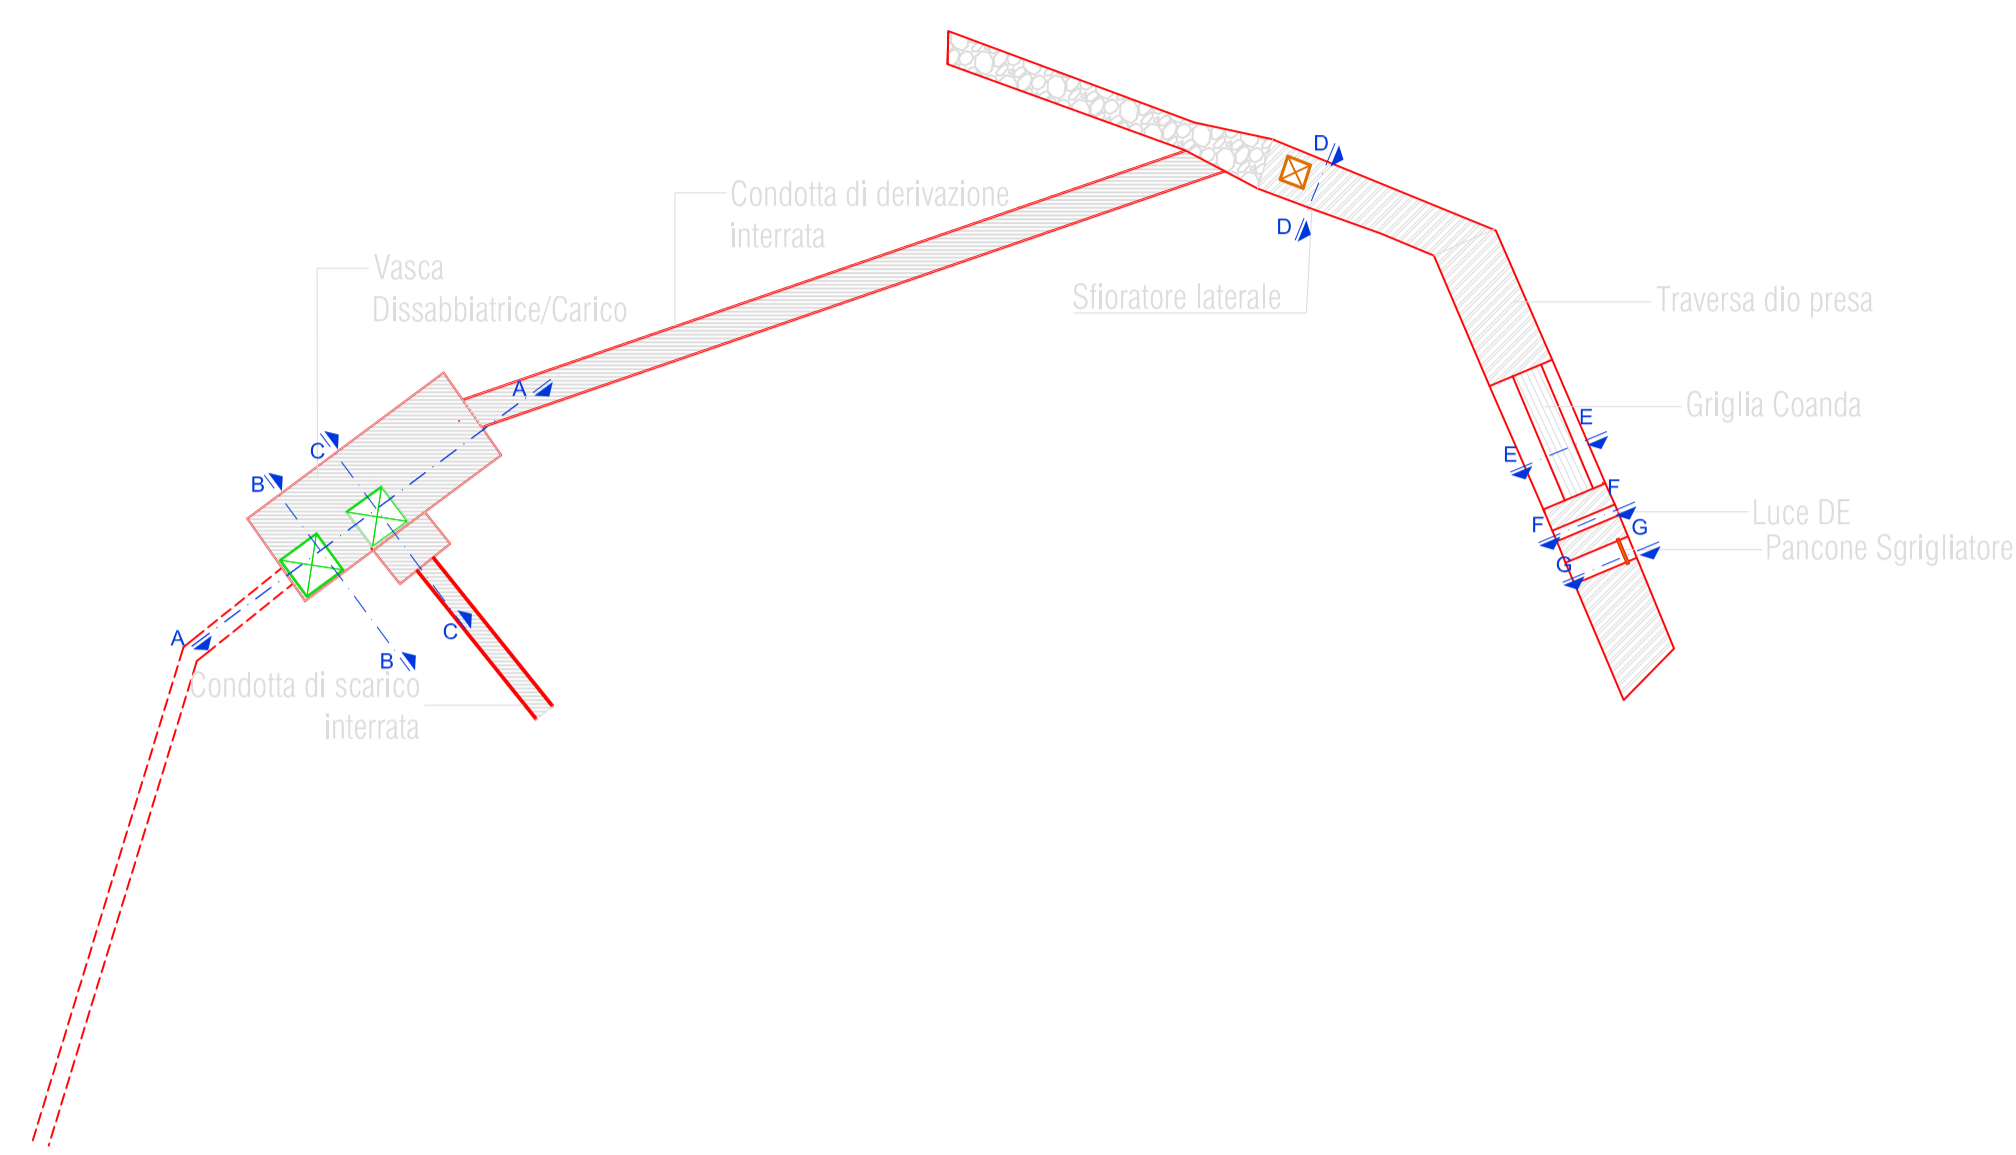 D
Condotta di derivazione
interrata
D
Vasca
Dissabbiatrice/Carico
Sfioratore laterale
Traversa dio presa
A
Griglia Coanda
E
C
E
B
F
Luce DE
F
G
Pancone Sgrigliatore
G
A
C
B
Condotta di scarico
interrata